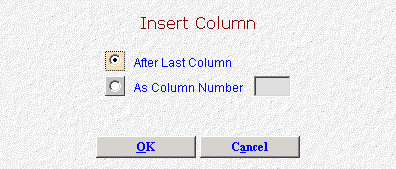 Insert Column
After Last Column
As Column Number
OK Cancel